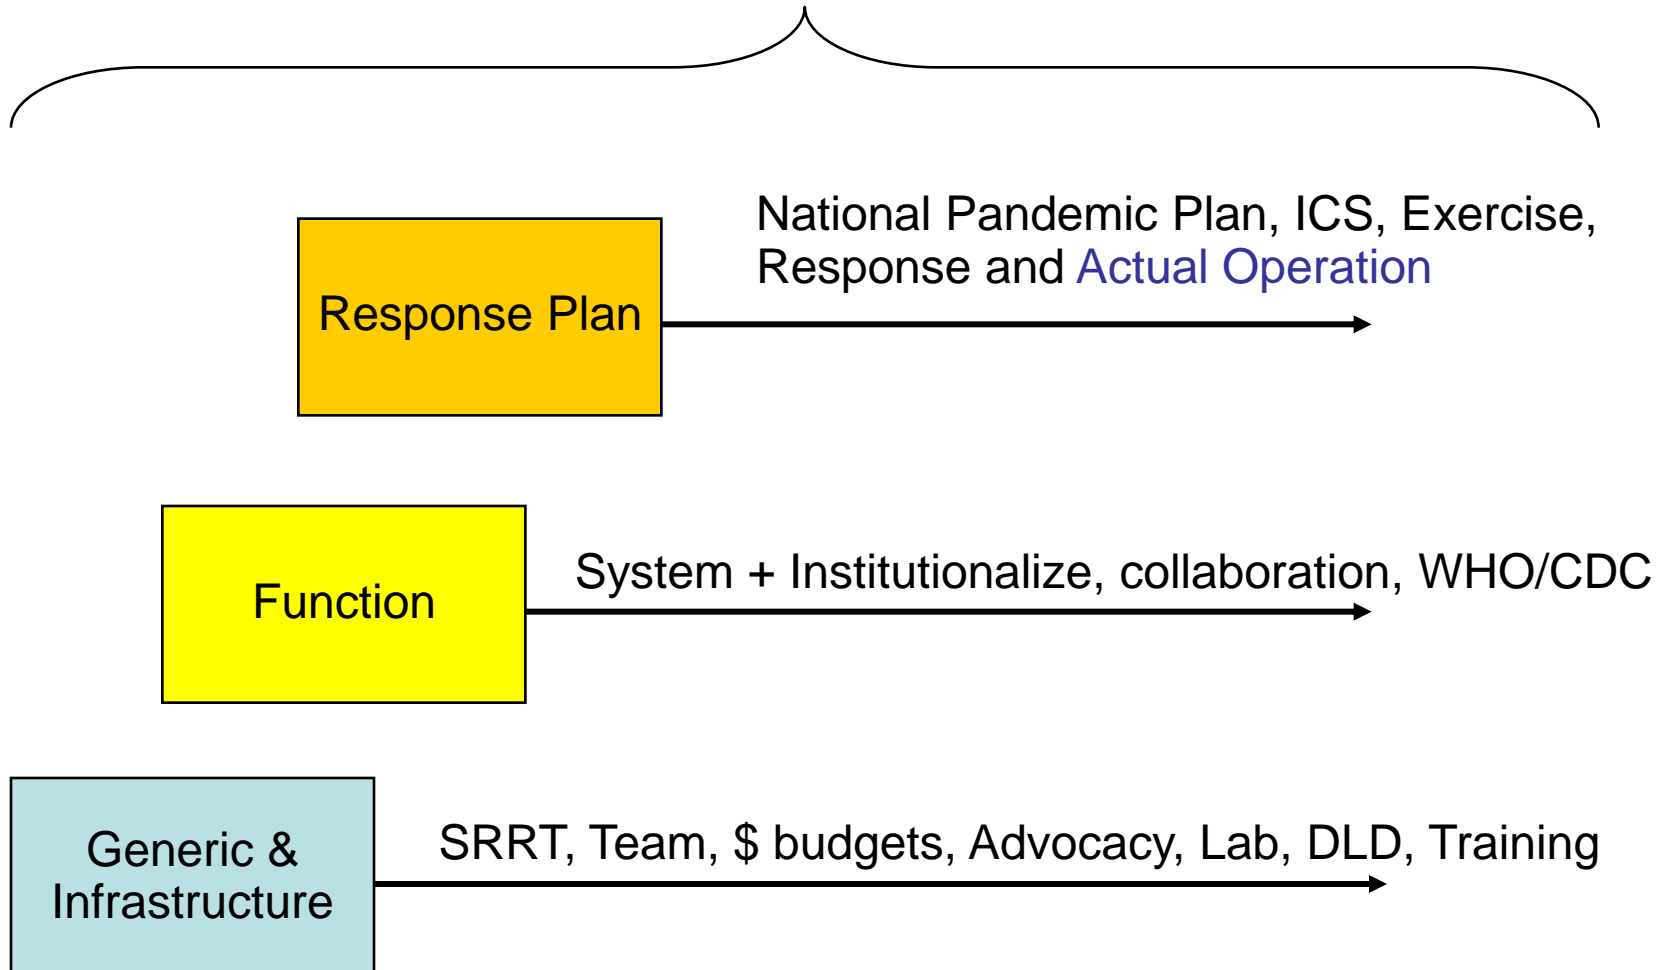 National Pandemic Plan, ICS, Exercise,
Response and Actual Operation
Response Plan
System + Institutionalize, collaboration, WHO/CDC
Function
SRRT, Team, $ budgets, Advocacy, Lab, DLD, Training
Generic &
Infrastructure